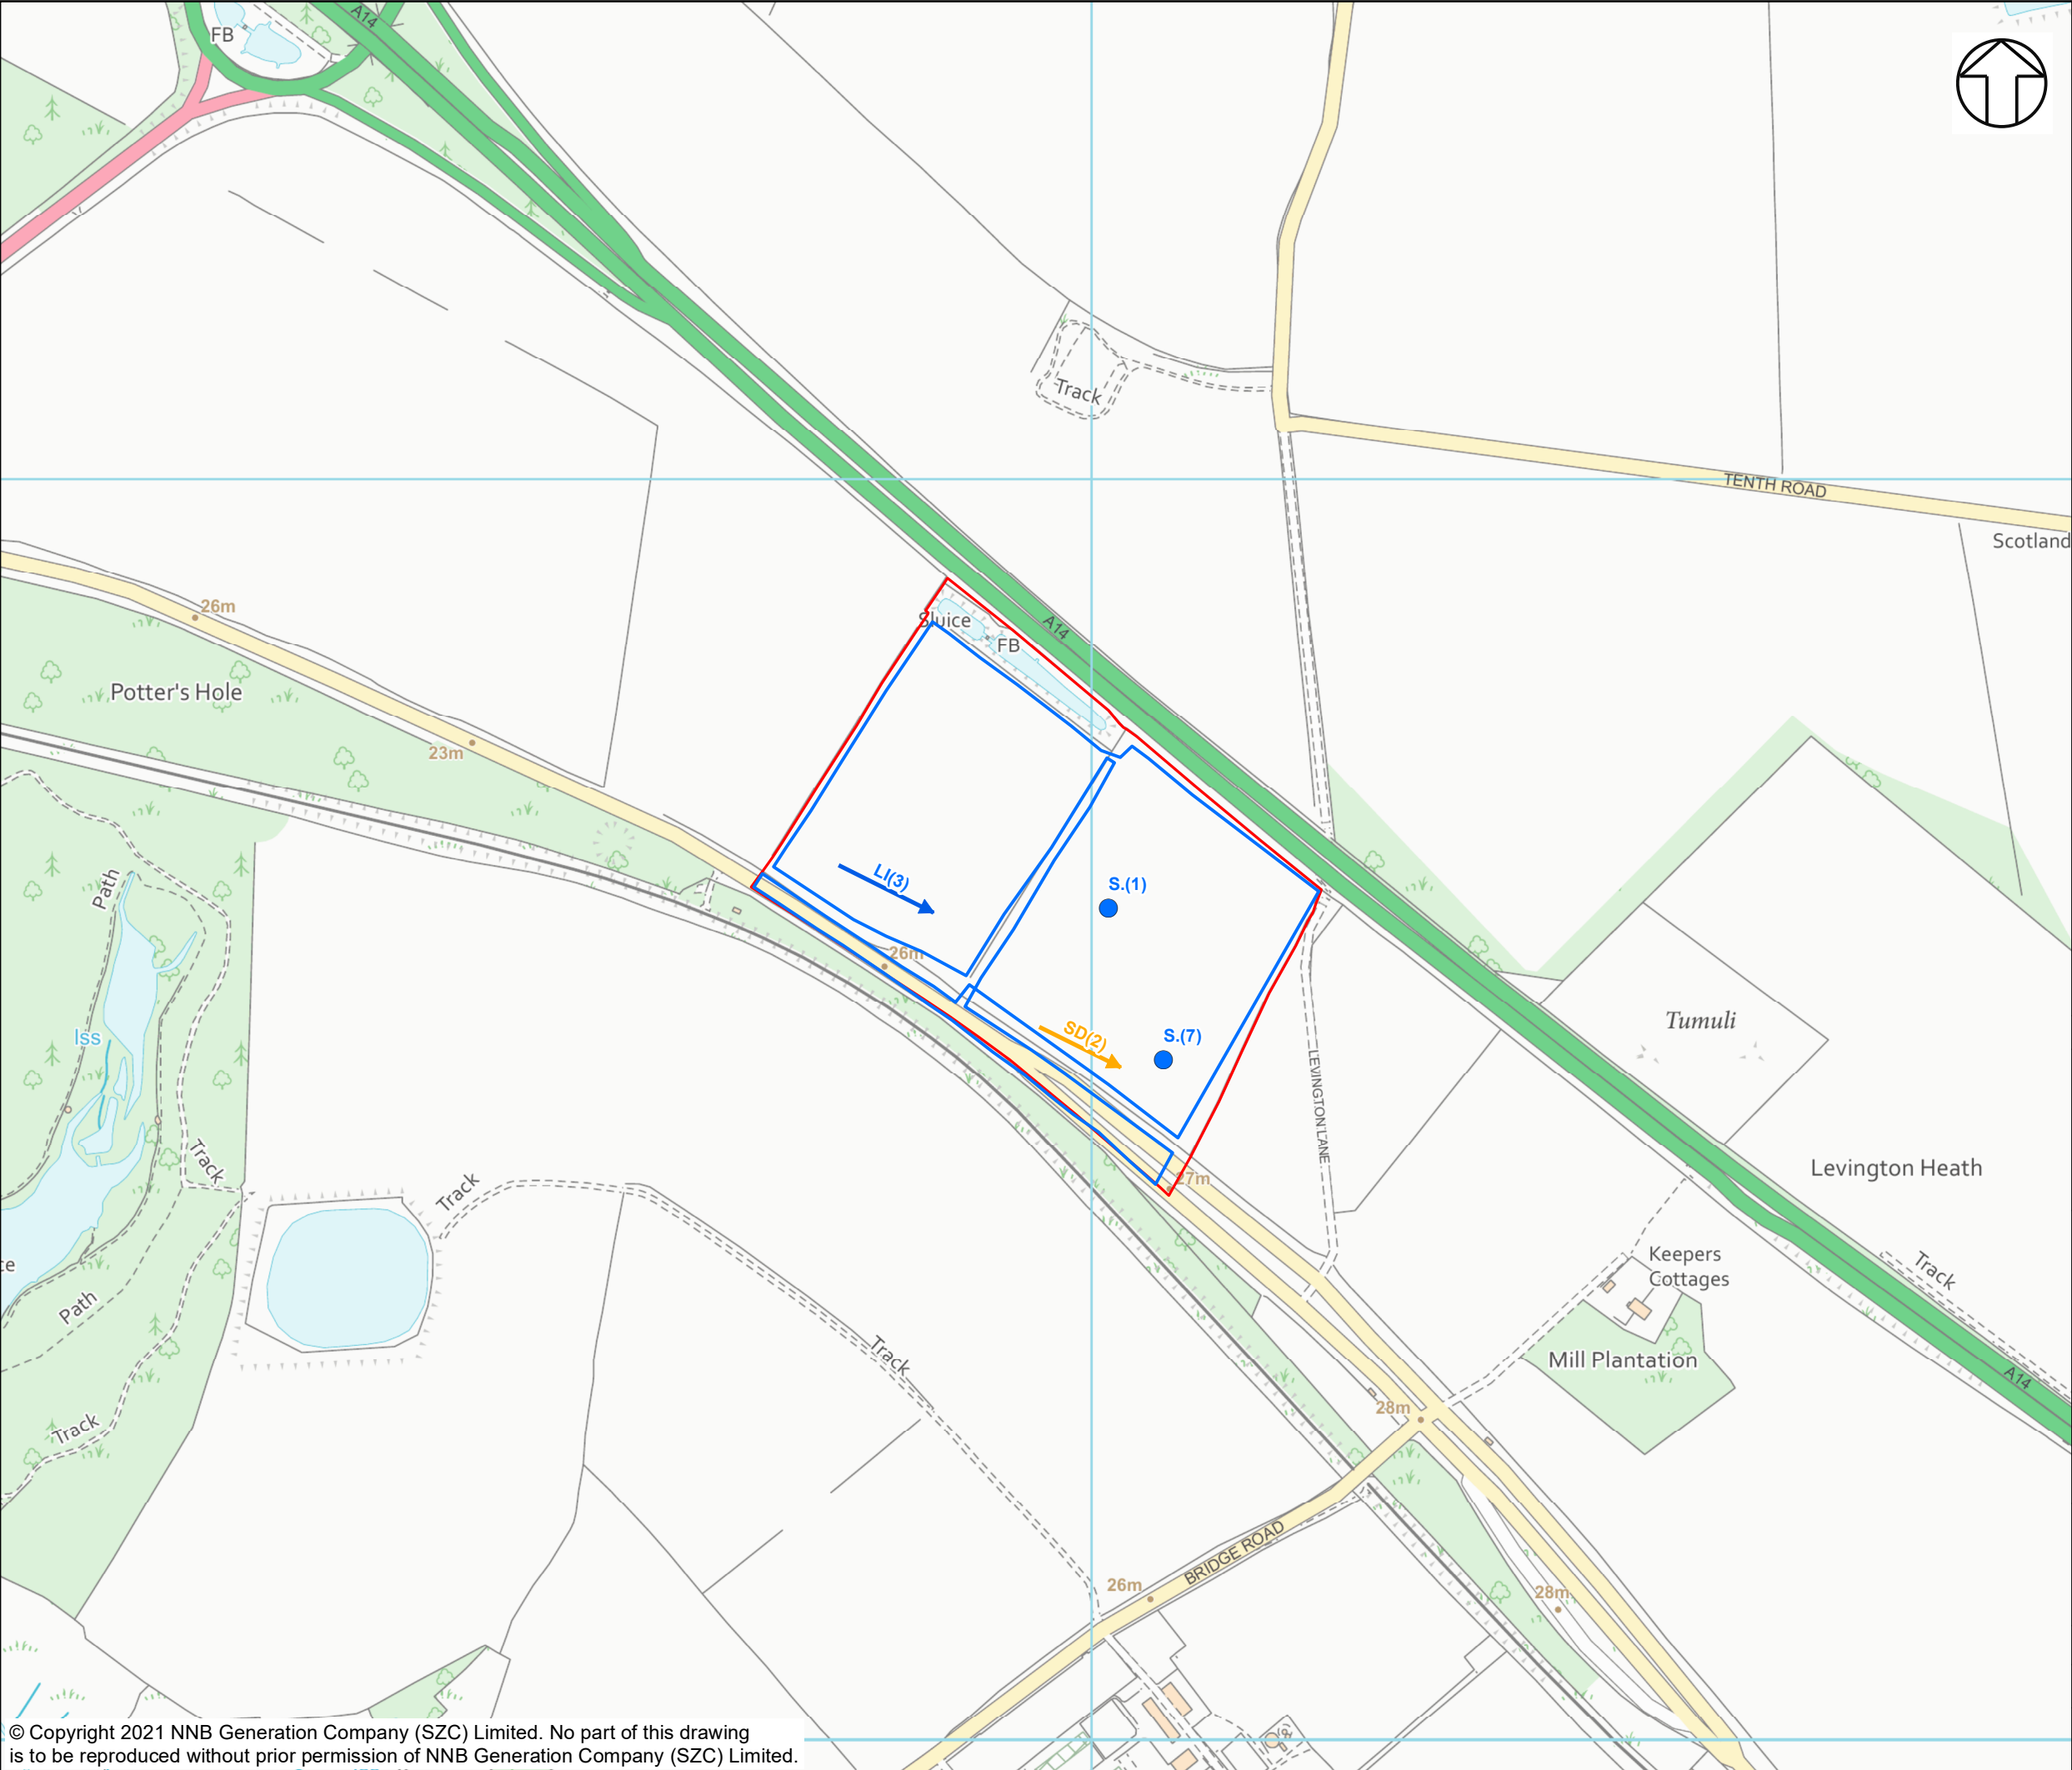 A14
FB
Track
TENTH ROAD
Scotland
26m
Sluice
A14
FB
Potter's Hole
23m
Path
LI(3)
S.(1)
26m
Tumuli
Iss
SD(2)
S.(7)
LEVINGTON LANE
Track
Levington Heath
27m
Track
Keepers
Cottages
Track
Path
Track
Mill Plantation
A14
28m
Track
BRIDGE ROAD
26m
28m
© Copyright 2021 NNB Generation Company (SZC) Limited. No part of this drawing
is to be reproduced without prior permission of NNB Generation Company (SZC) Limited.